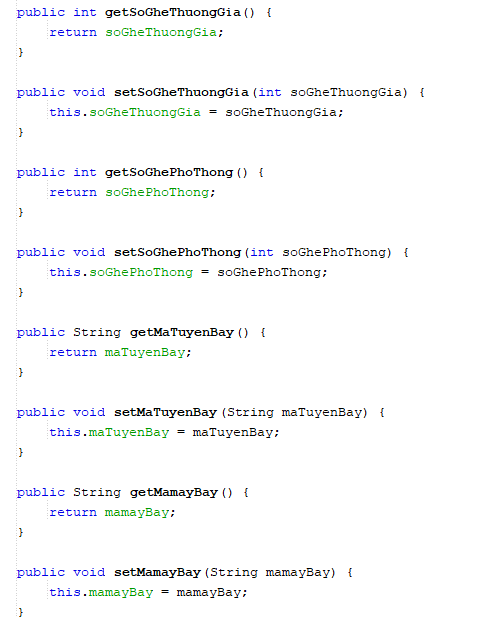 public int getSoGheThuongGia() {
    return soGheThuongGia;
}

public void setSoGheThuongGia(int soGheThuongGia) {
    this.soGheThuongGia = soGheThuongGia;
}

public int getSoGhePhoThong() {
    return soGhePhoThong;
}

public void setSoGhePhoThong(int soGhePhoThong) {
    this.soGhePhoThong = soGhePhoThong;
}

public String getMaTuyenBay() {
    return maTuyenBay;
}

public void setMaTuyenBay(String maTuyenBay) {
    this.maTuyenBay = maTuyenBay;
}

public String getMamayBay() {
    return mamayBay;
}

public void setMamayBay(String mamayBay) {
    this.mamayBay = mamayBay;
}